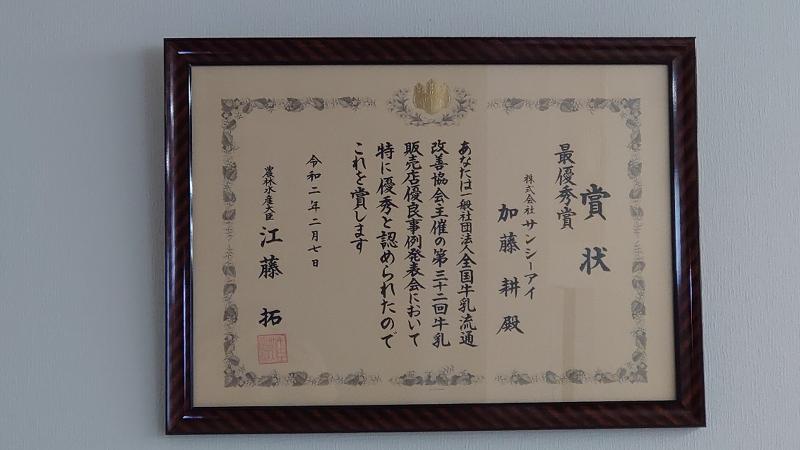 賞状
最優秀賞
株式会社サンシーアイ
加藤耕殿
あなたは一般社団法人全国牛乳流通
改善協会主催の第三十二回牛乳
販売店優良事例発表会において
特に優秀と認められたので
これを賞します
令和二年二月七日
農林水産大臣 江藤拓